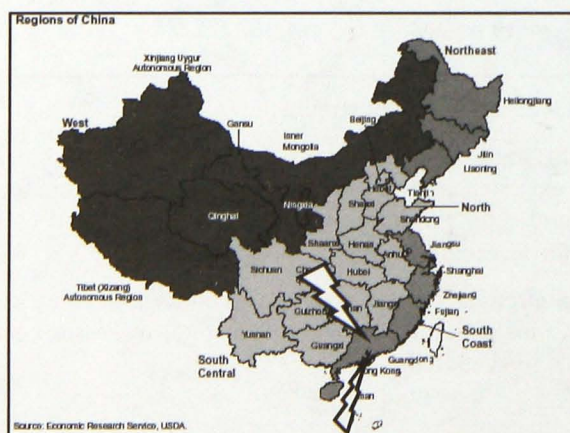 Regions of China
Northeast
Xinjiang Uygur
Autonomous Region
Heilongjiang
West
Gansu
Inner
Mongolia
Beijing
Jilin
Liaoning
Hebei
Tianjin
North
Ningxia
Shanxi
Shandong
Qinghai
Shaanxi
Henan
Jiangsu
Anhui
Sichuan
Hubei
Shanghai
Zhejiang
Tibet (Xizang)
Autonomous Region
Jiangxi
Guizhou
Fujian
Yunnan
Guangxi
South
Coast
South
Central
Guangdong
Source: Economic Research Service, USDA.